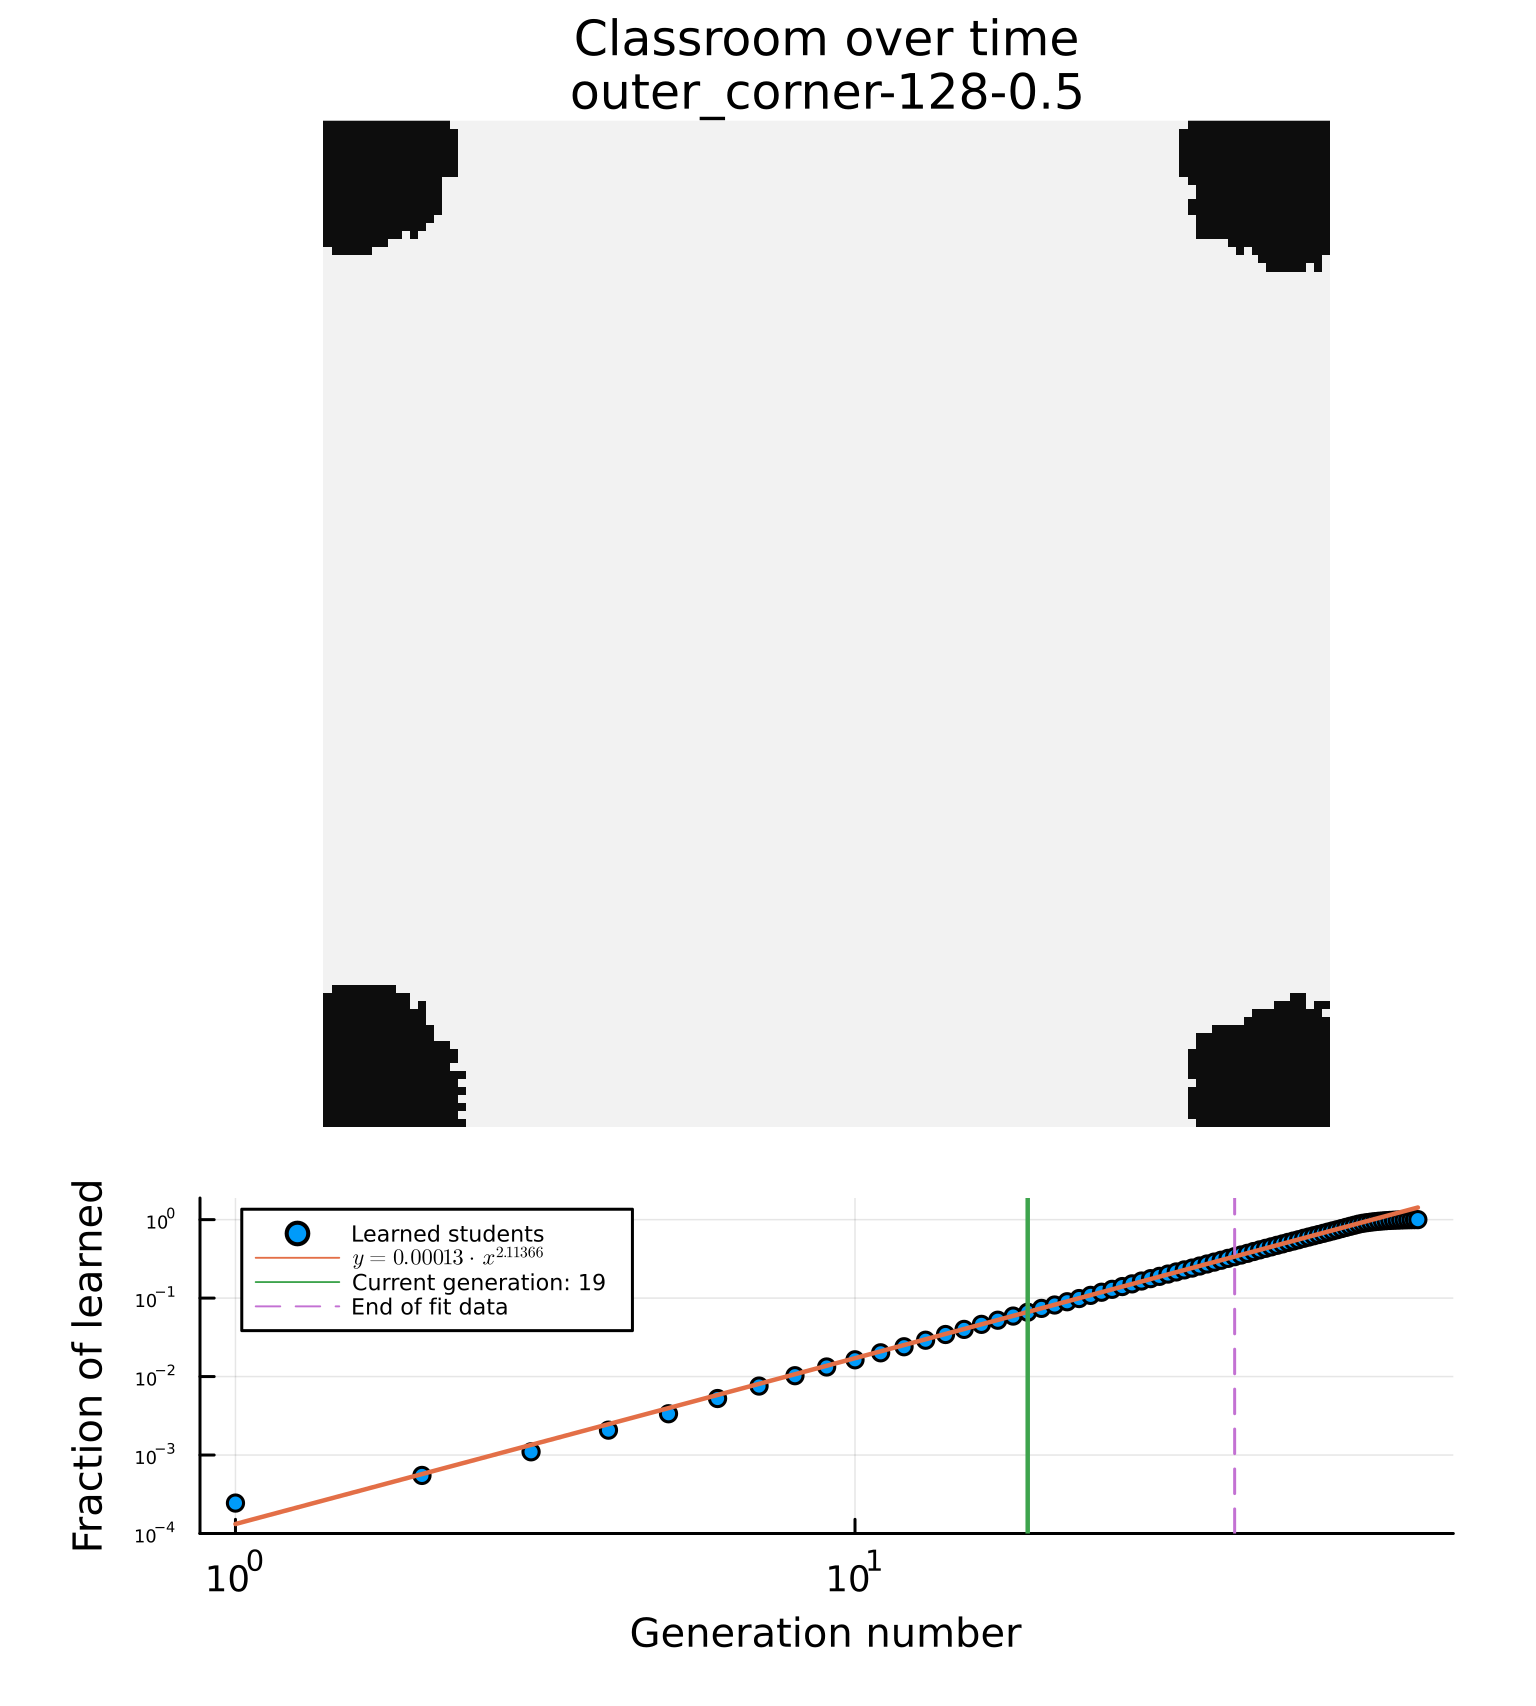 Classroom over time
outer_corner-128-0.5
Fraction of learned
10^0
10^-1
10^-2
10^-3
10^-4
Learned students
y = 0.00013 · x^2.11366
Current generation: 19
End of fit data
10^0
10^1
Generation number